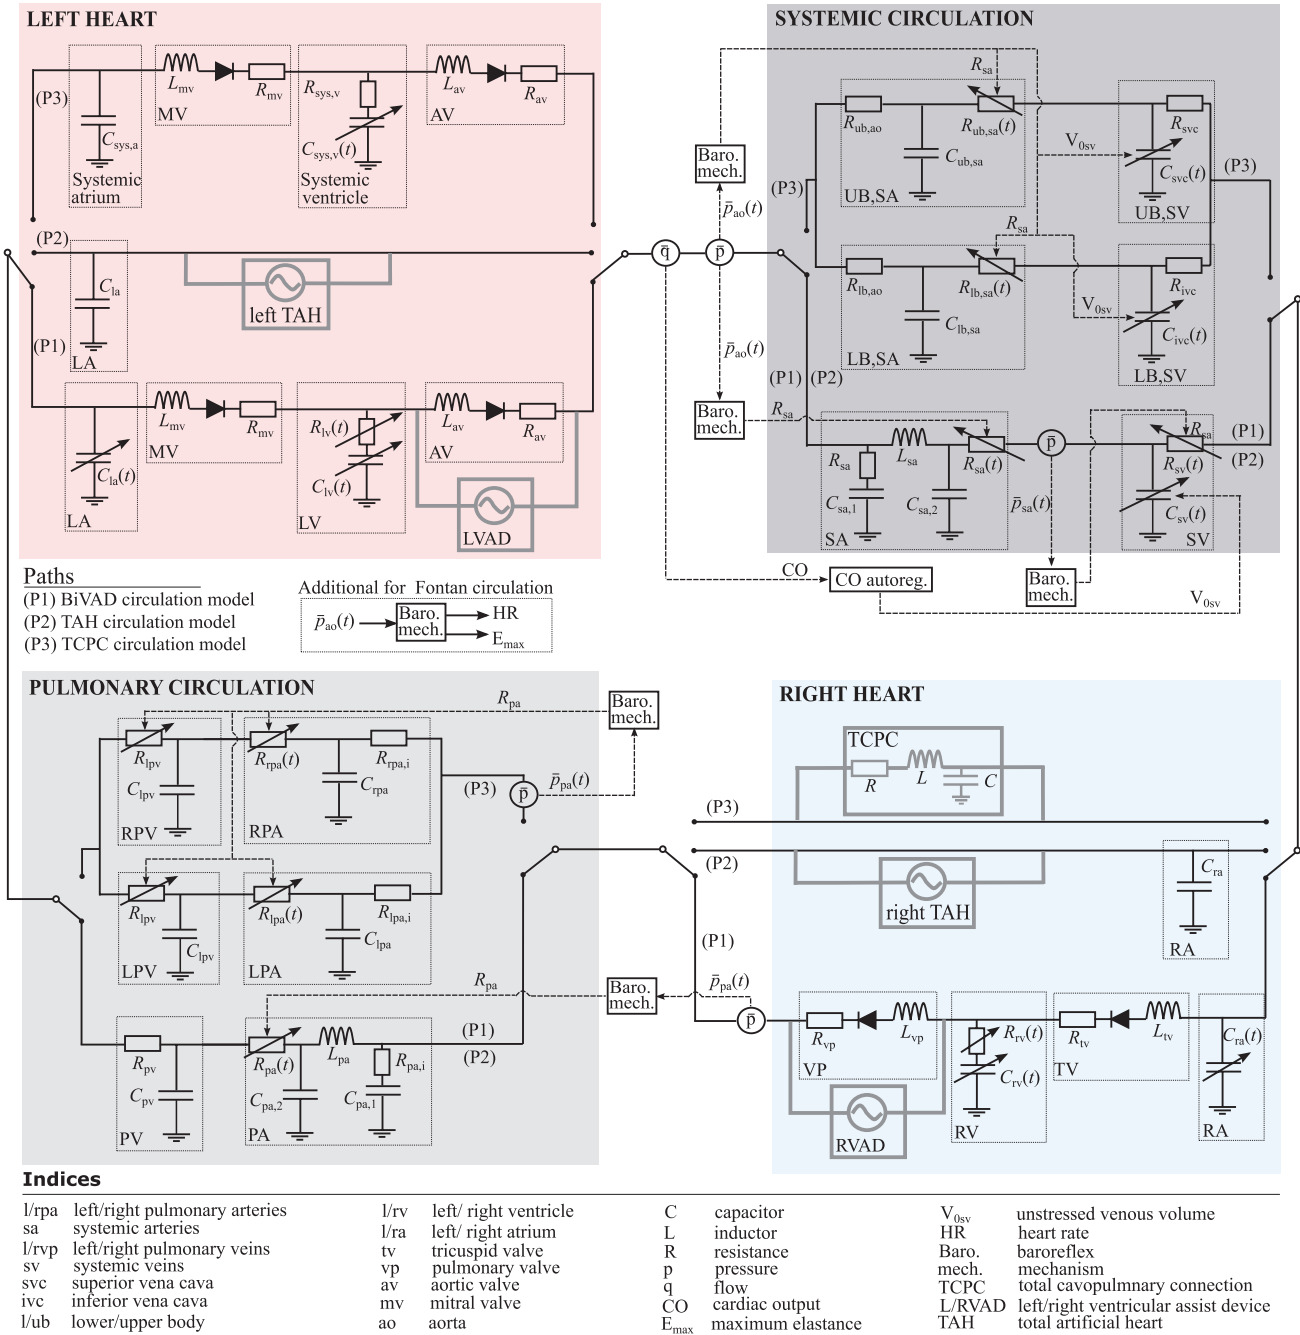 LEFT HEART
(P3)
C_sys,a
Systemic
atrium
L_mv
R_mv
MV
R_sys,v
C_sys,v(t)
Systemic
ventricle
L_av
R_av
AV
(P2)
C_la
LA
left TAH
(P1)
C_la(t)
LA
L_mv
R_mv
MV
R_lv(t)
C_lv(t)
LV
L_av
R_av
AV
LVAD
q̄
p̄
Baro.
mech.
p̄_ao(t)
p̄_ao(t)
Baro.
mech.
SYSTEMIC CIRCULATION
R_sa
R_ub,ao
R_ub,sa(t)
C_ub,sa
UB,SA
V_0sv
R_svc
C_svc(t)
UB,SV
(P3)
(P3)
R_sa
R_lb,ao
R_lb,sa(t)
C_lb,sa
LB,SA
V_0sv
R_ivc
C_ivc(t)
LB,SV
(P1)
(P2)
R_sa
R_sa
L_sa
R_sa(t)
C_sa,1
C_sa,2
SA
p̄
p̄_sa(t)
R_sa
R_sv(t)
C_sv(t)
SV
(P1)
(P2)
CO
CO autoreg.
Baro.
mech.
V_0sv
Paths
(P1) BiVAD circulation model
(P2) TAH circulation model
(P3) TCPC circulation model
Additional for Fontan circulation
p̄_ao(t)
Baro.
mech.
HR
E_max
PULMONARY CIRCULATION
R_pa
Baro.
mech.
p̄_pa(t)
p̄
(P3)
R_lpv
C_lpv
RPV
R_rpa(t)
R_rpa,i
C_rpa
RPA
R_lpv
C_lpv
LPV
R_lpa(t)
R_lpa,i
C_lpa
LPA
R_pa
Baro.
mech.
p̄_pa(t)
p̄
R_pv
C_pv
PV
R_pa(t)
L_pa
R_pa,i
C_pa,2
C_pa,1
PA
(P1)
(P2)
RIGHT HEART
TCPC
R
L
C
(P3)
(P2)
right TAH
C_ra
RA
(P1)
R_vp
L_vp
VP
RVAD
R_rv(t)
C_rv(t)
RV
R_tv
L_tv
TV
C_ra(t)
RA
Indices
l/rpa left/right pulmonary arteries
sa systemic arteries
l/rvp left/right pulmonary veins
sv systemic veins
svc superior vena cava
ivc inferior vena cava
l/ub lower/upper body
l/rv left/ right ventricle
l/ra left/ right atrium
tv tricuspid valve
vp pulmonary valve
av aortic valve
mv mitral valve
ao aorta
C capacitor
L inductor
R resistance
p pressure
q flow
CO cardiac output
E_max maximum elastance
V_0sv unstressed venous volume
HR heart rate
Baro. baroreflex
mech. mechanism
TCPC total cavopulmnary connection
L/RVAD left/right ventricular assist device
TAH total artificial heart